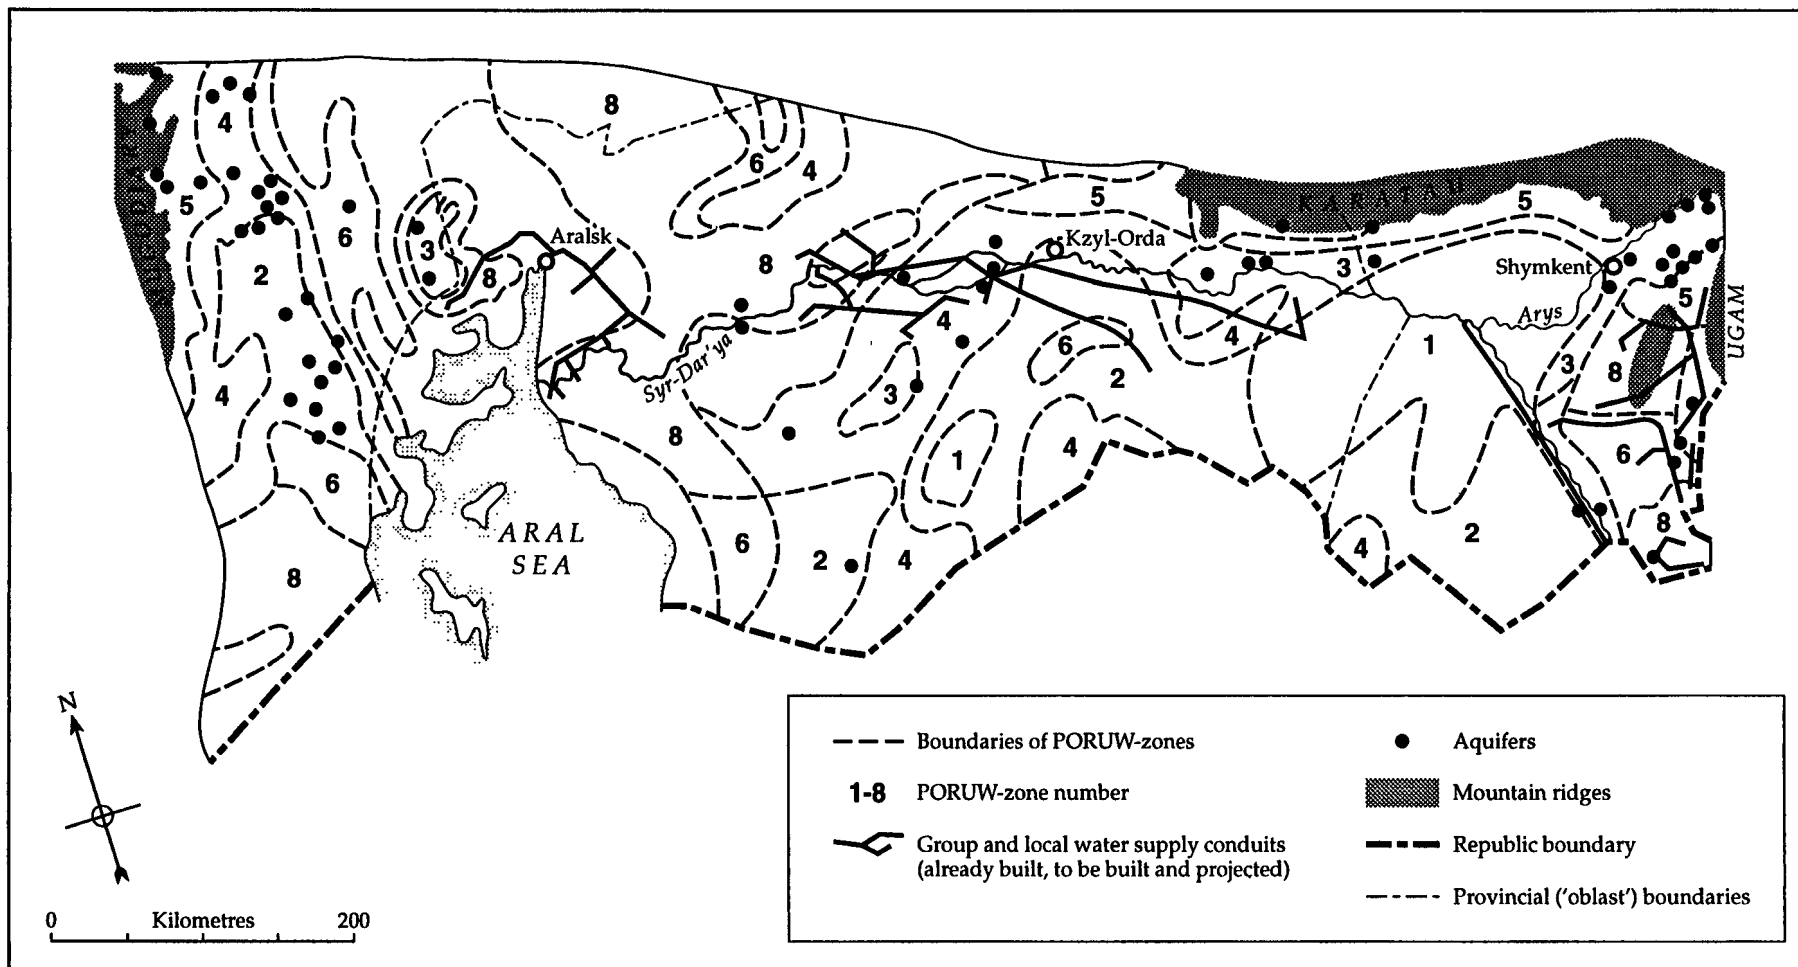 8
4
6
4
MUGODJARY
5
5
KARATAU
5
6
3
Aralsk
8
8
Kzyl-Orda
3
Shymkent
2
5
UGAM
4
4
Arys
1
6
Syr-Dar'ya
2
3
8
4
3
8
1
4
6
6
6
2
4
2
8
4
ARAL
SEA
8
N
Boundaries of PORUW-zones
1-8 PORUW-zone number
Group and local water supply conduits
(already built, to be built and projected)
Aquifers
Mountain ridges
Republic boundary
Provincial ('oblast') boundaries
0 Kilometres 200